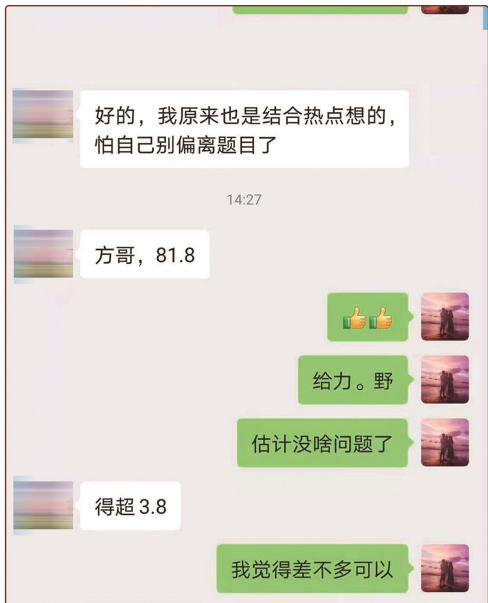 好的，我原来也是结合热点想的，
怕自己别偏离题目了
14:27
方哥，81.8
给力。野
估计没啥问题了
得超3.8
我觉得差不多可以